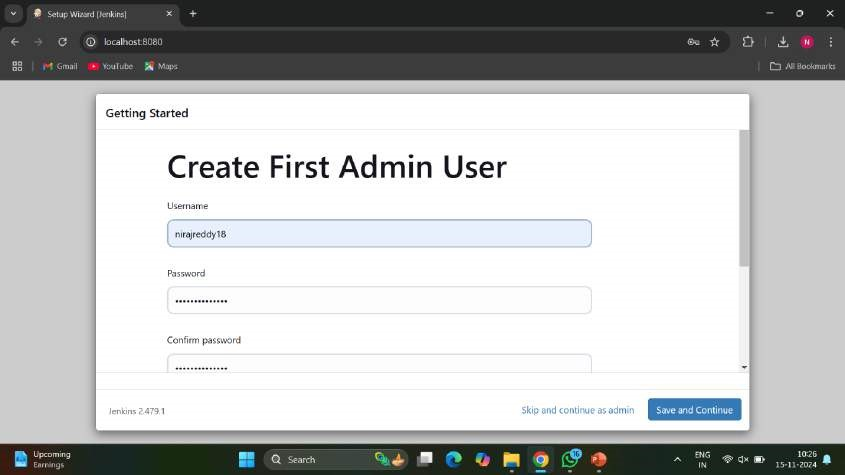 Setup Wizard [Jenkins]
localhost:8080
N
Gmail YouTube Maps All Bookmarks
Getting Started
Create First Admin User
Username
nirajreddy18
Password
••••••••••••••
Confirm password
••••••••••••••
Jenkins 2.479.1 Skip and continue as admin Save and Continue
Upcoming
Earnings
Search
16
ENG
IN
10:26
15-11-2024